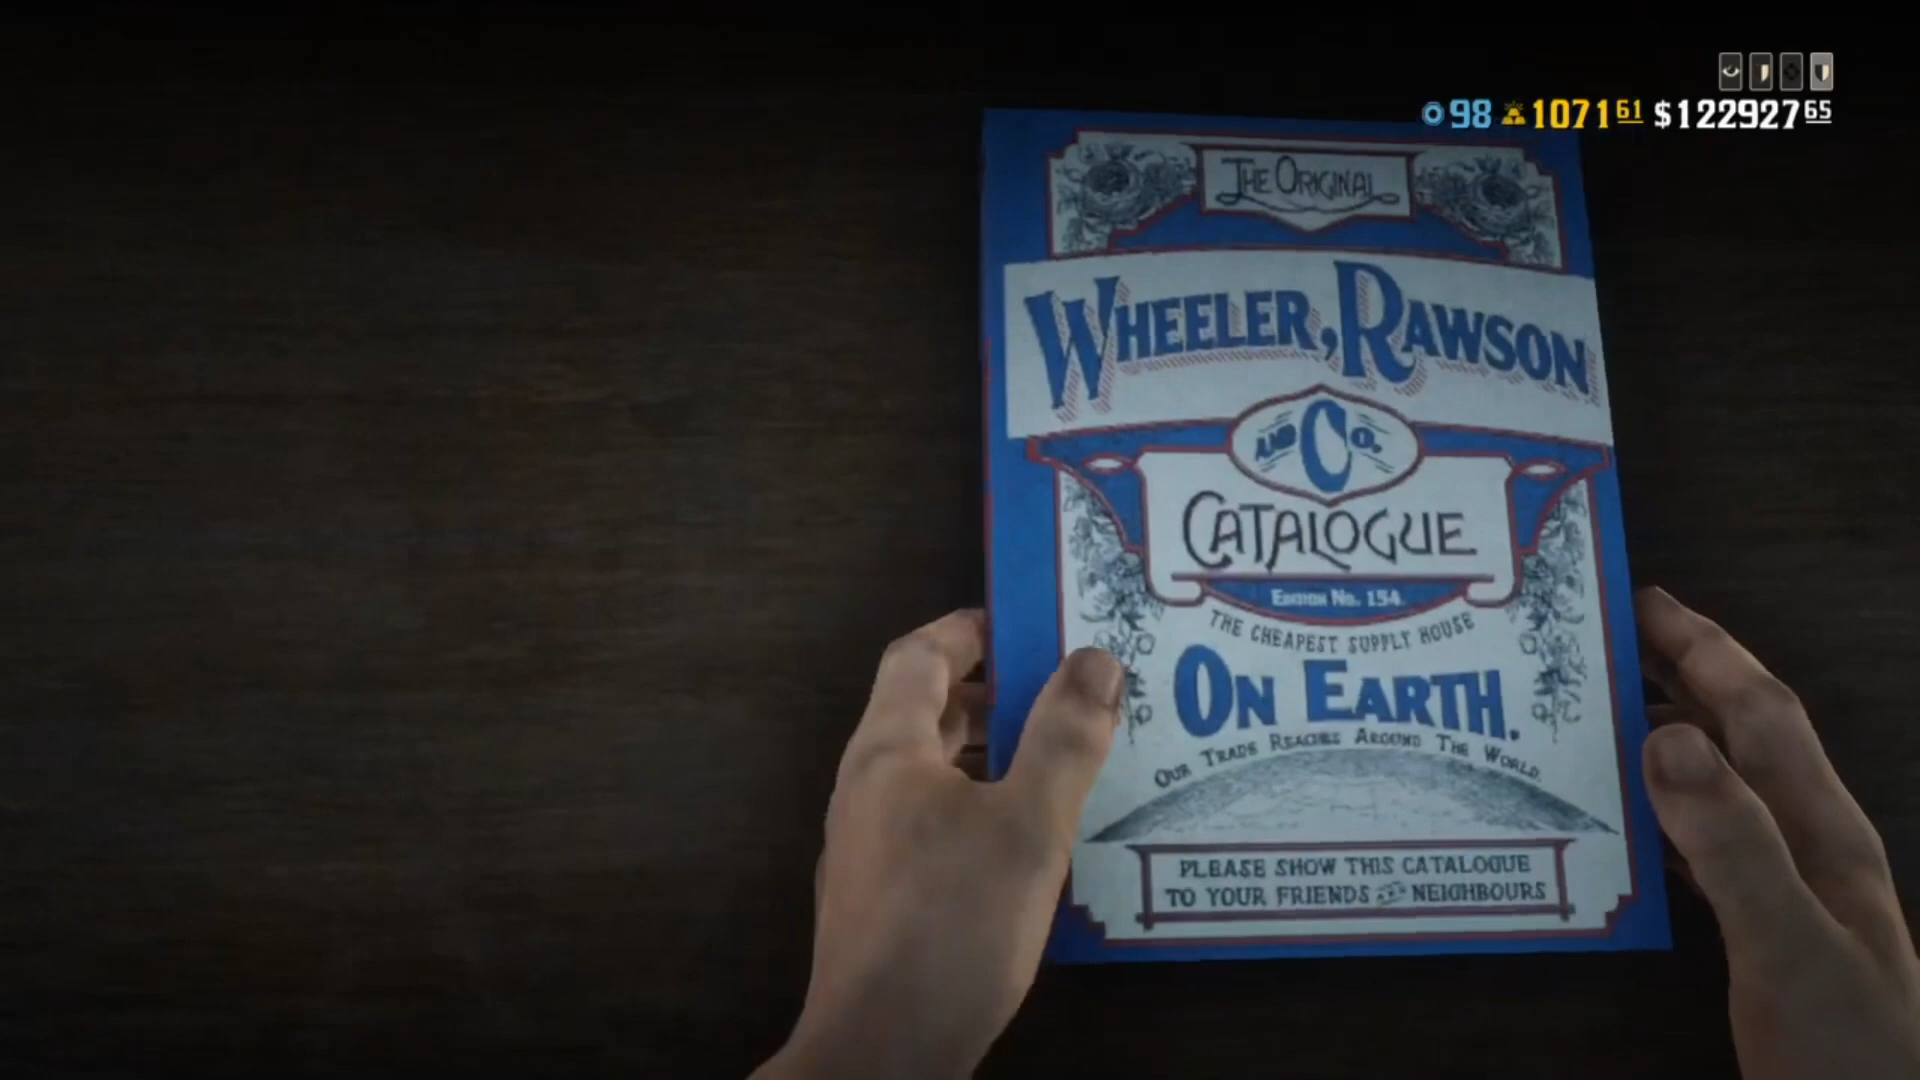 98 1071 61 $122927 65
THE ORIGINAL
WHEELER, RAWSON
AND CO.
CATALOGUE
EDITION No. 154
THE CHEAPEST SUPPLY HOUSE
ON EARTH.
OUR TRADE REACHES AROUND THE WORLD.
PLEASE SHOW THIS CATALOGUE
TO YOUR FRIENDS AND NEIGHBOURS